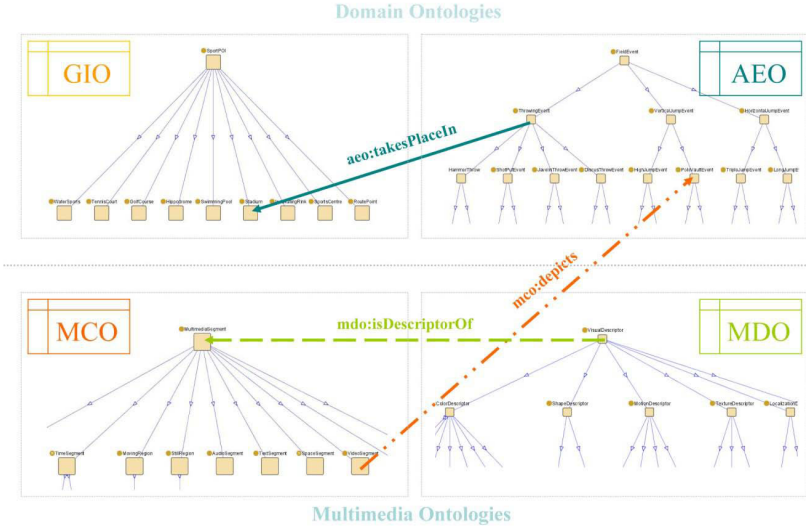 Domain Ontologies
GIO
SportPOI
WaterSports TennisCourt GolfCourse Hippodrome SwimmingPool Stadium SportsCentre RoutePoint
AEO
FieldEvent
ThrowingEvent VerticalJumpEvent HorizontalJumpEvent
HammerThrow ShotPutEvent JavelinThrowEvent DiscusThrowEvent HighJumpEvent PoleVaultEvent TripleJumpEvent LongJumpE
aeo:takesPlaceIn
mco:depicts
MCO
MultimediaSegment
TimeSegment MovingRegion StillRegion AudioSegment TextSegment SpaceSegment VideoSegment
mdo:isDescriptorOf
MDO
VisualDescriptor
ColorDescriptor ShapeDescriptor MotionDescriptor TextureDescriptor LocalizationD
Multimedia Ontologies